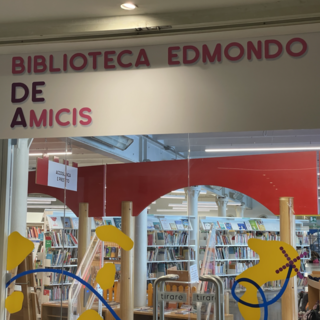 BIBLIOTECA EDMONDO
DE
AMICIS
tirare tirare